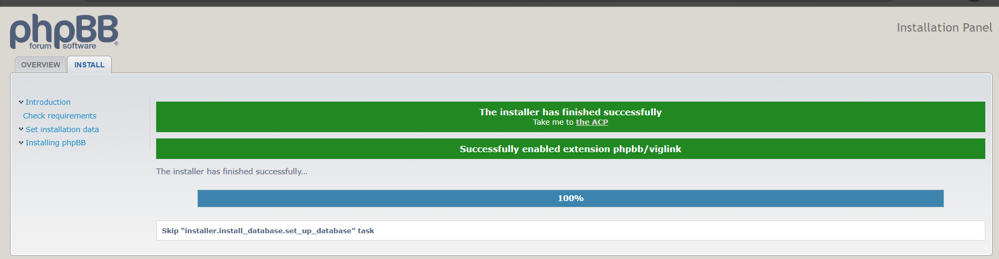 phpBB®
forum software
Installation Panel
OVERVIEW
INSTALL
Introduction
Check requirements
Set installation data
Installing phpBB
The installer has finished successfully
Take me to the ACP
Successfully enabled extension phpbb/viglink
The installer has finished successfully...
100%
Skip “installer.install_database.set_up_database” task